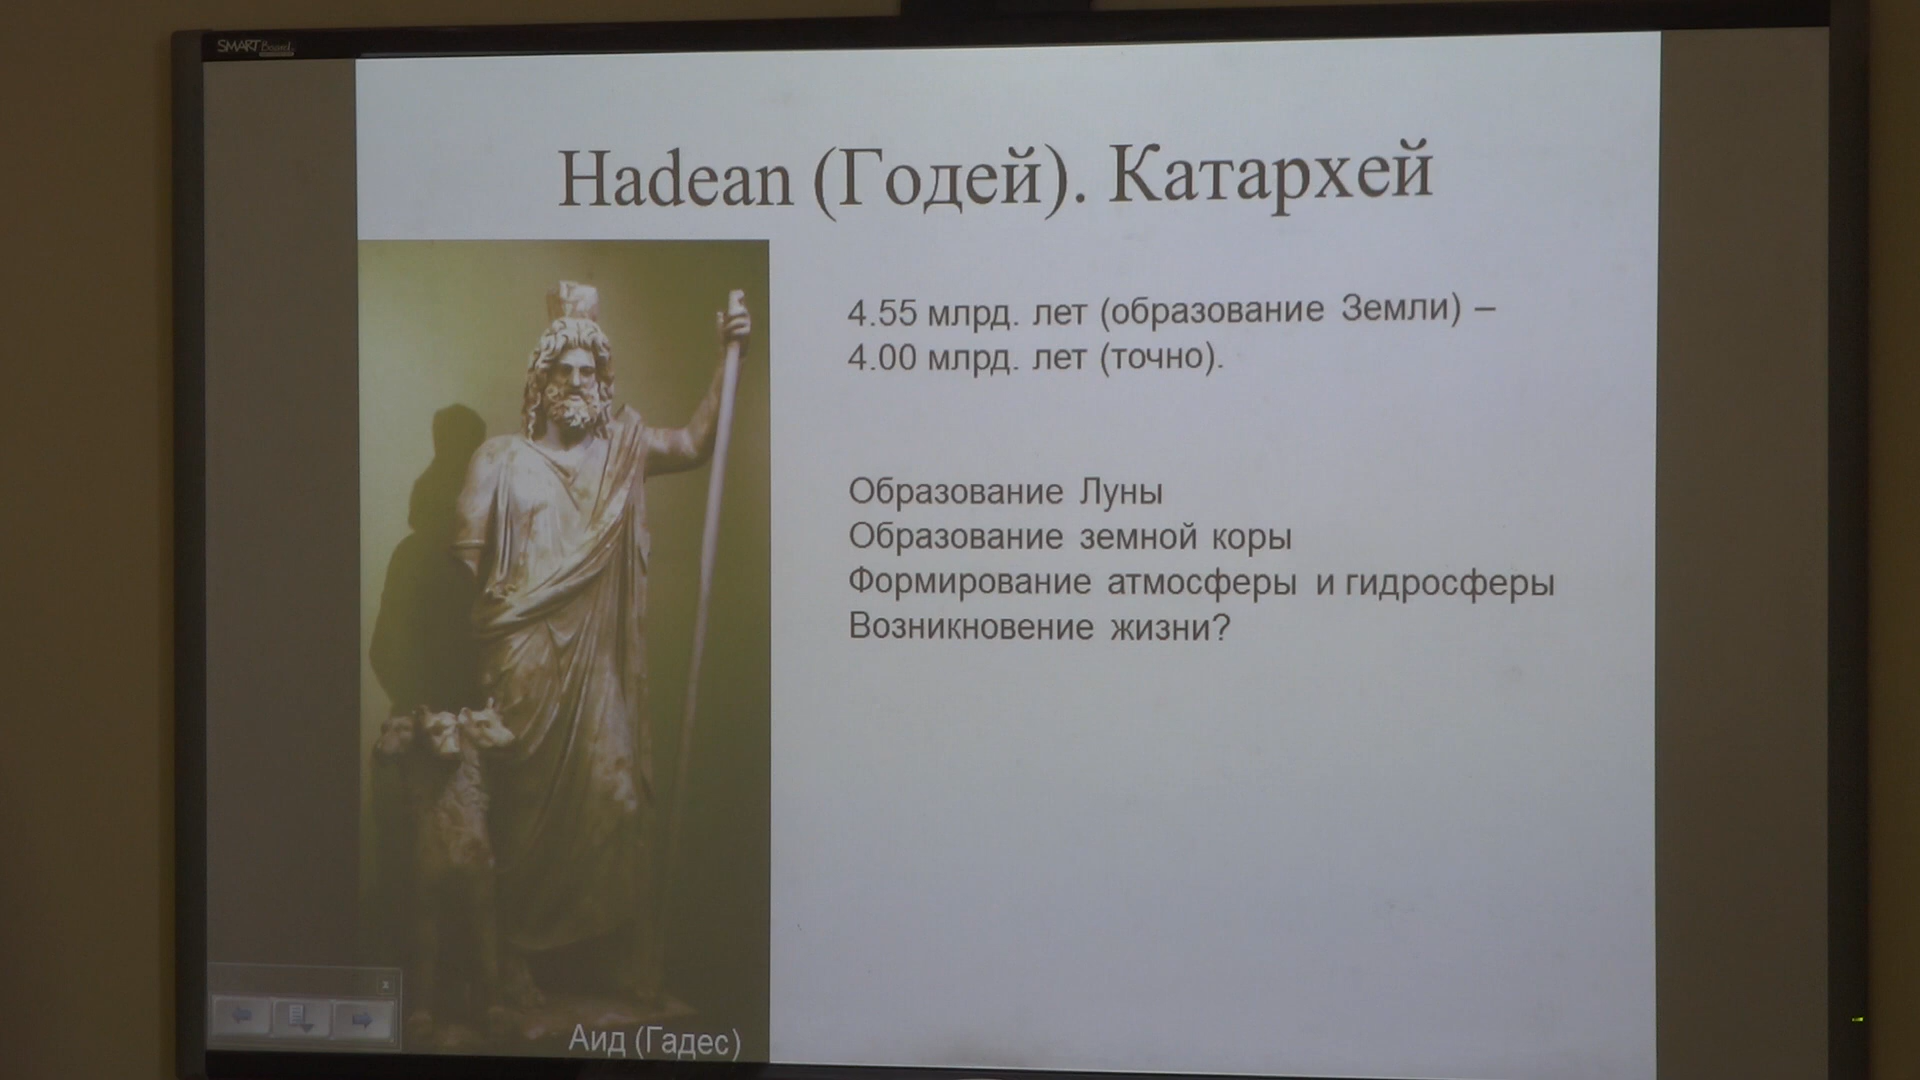 SMART Board
Hadean (Годей). Катархей
4.55 млрд. лет (образование Земли) –
4.00 млрд. лет (точно).
Образование Луны
Образование земной коры
Формирование атмосферы и гидросферы
Возникновение жизни?
Аид (Гадес)